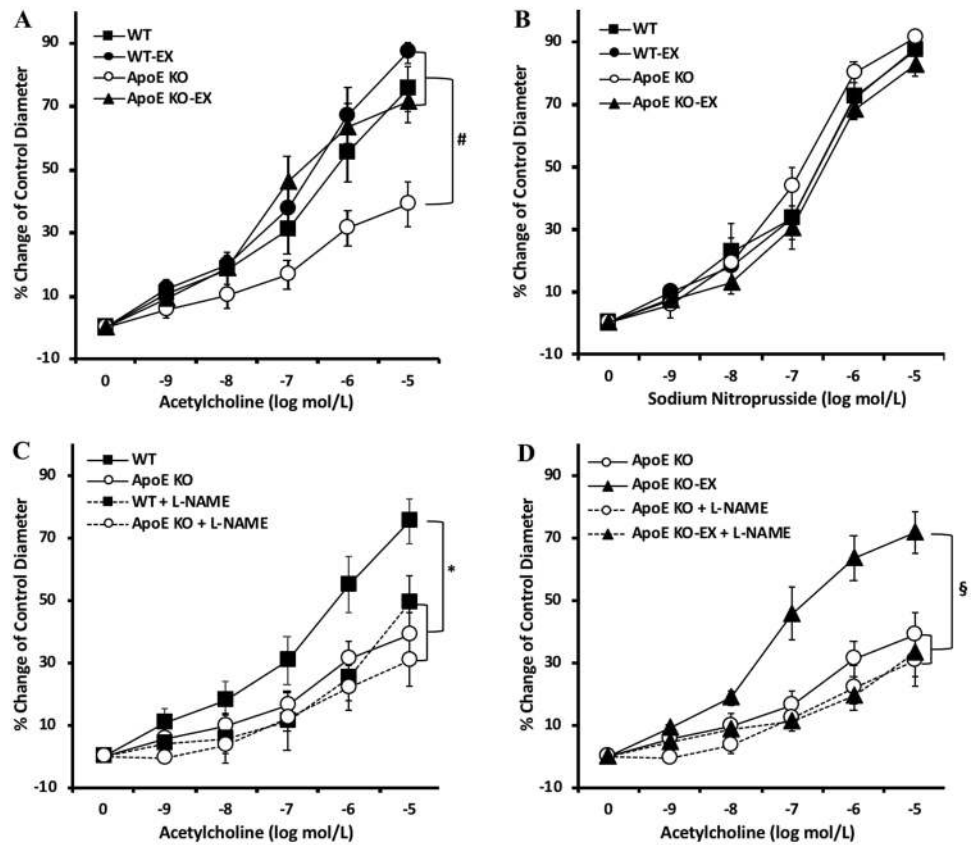 A
WT
WT-EX
ApoE KO
ApoE KO-EX
% Change of Control Diameter
90
70
50
30
10
-10
#
0 -9 -8 -7 -6 -5
Acetylcholine (log mol/L)
B
WT
WT-EX
ApoE KO
ApoE KO-EX
% Change of Control Diameter
90
70
50
30
10
-10
0 -9 -8 -7 -6 -5
Sodium Nitroprusside (log mol/L)
C
WT
ApoE KO
WT + L-NAME
ApoE KO + L-NAME
% Change of Control Diameter
90
70
50
30
10
-10
*
0 -9 -8 -7 -6 -5
Acetylcholine (log mol/L)
D
ApoE KO
ApoE KO-EX
ApoE KO + L-NAME
ApoE KO-EX + L-NAME
% Change of Control Diameter
90
70
50
30
10
-10
§
0 -9 -8 -7 -6 -5
Acetylcholine (log mol/L)